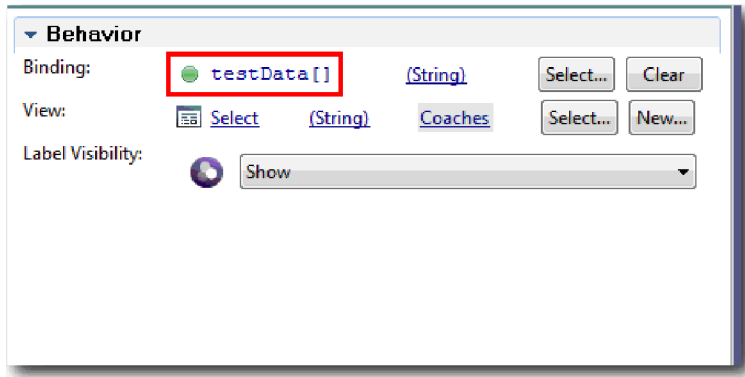 Behavior
Binding: testData[] (String) Select... Clear
View: Select (String) Coaches Select... New...
Label Visibility: Show